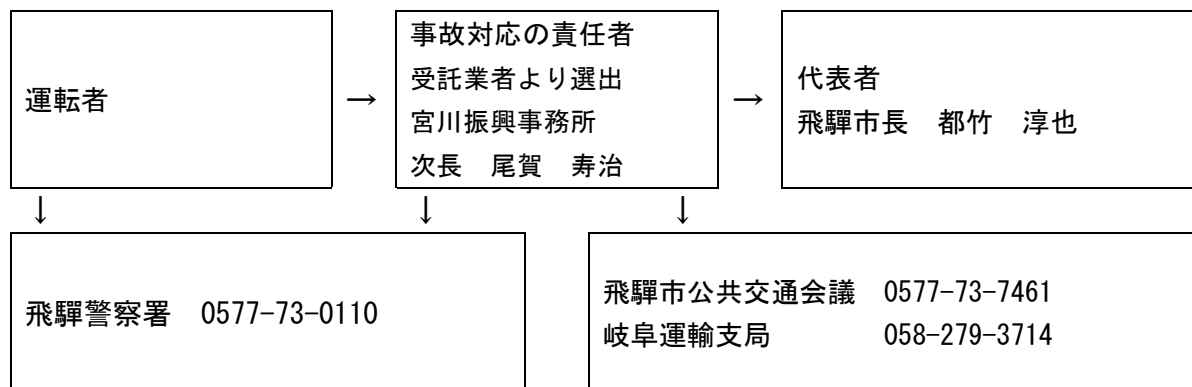 運転者
→
事故対応の責任者
受託業者より選出
宮川振興事務所
次長　尾賀　寿治
→
代表者
飛驒市長　都竹　淳也
↓
↓
↓
飛驒警察署　0577-73-0110
飛驒市公共交通会議　0577-73-7461
岐阜運輸支局　058-279-3714